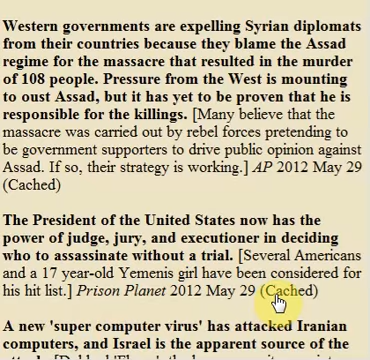 Western governments are expelling Syrian diplomats
from their countries because they blame the Assad
regime for the massacre that resulted in the murder
of 108 people. Pressure from the West is mounting
to oust Assad, but it has yet to be proven that he is
responsible for the killings. [Many believe that the
massacre was carried out by rebel forces pretending to
be government supporters to drive public opinion against
Assad. If so, their strategy is working.] AP 2012 May 29
(Cached)
The President of the United States now has the
power of judge, jury, and executioner in deciding
who to assassinate without a trial. [Several Americans
and a 17 year-old Yemenis girl have been considered for
his hit list.] Prison Planet 2012 May 29 (Cached)
A new 'super computer virus' has attacked Iranian
computers, and Israel is the apparent source of the